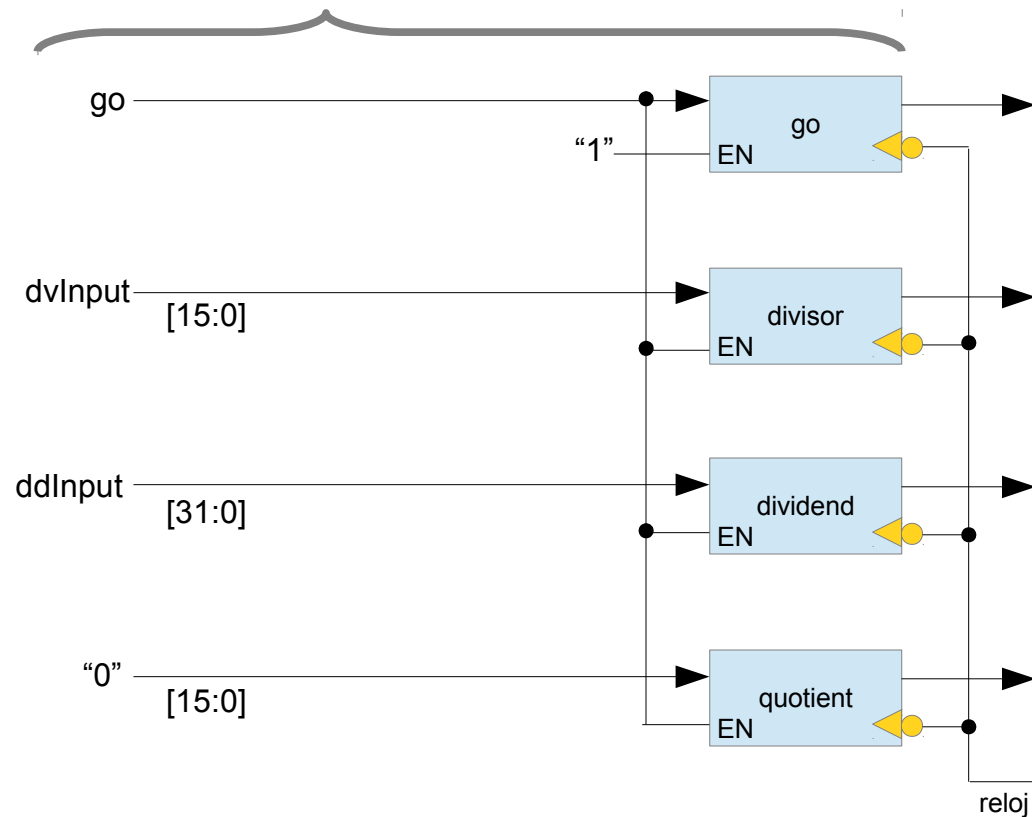 go
go
“1”
EN
dvInput
[15:0]
divisor
EN
ddInput
[31:0]
dividend
EN
“0”
[15:0]
quotient
EN
reloj